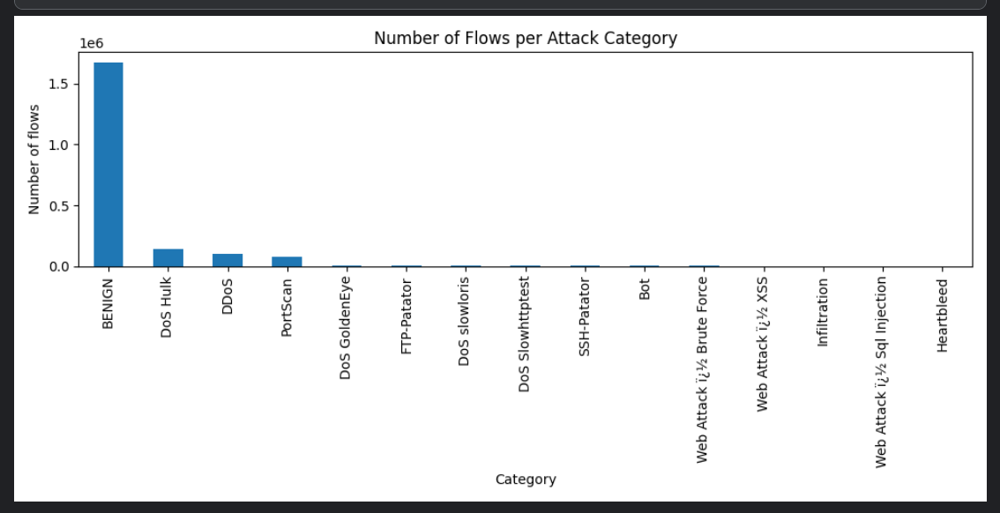 Number of Flows per Attack Category
1e6
1.5
1.0
0.5
0.0
Number of flows
BENIGN
DoS Hulk
DDoS
PortScan
DoS GoldenEye
FTP-Patator
DoS slowloris
DoS Slowhttptest
SSH-Patator
Bot
Web Attack ï¿½ Brute Force
Web Attack ï¿½ XSS
Infiltration
Web Attack ï¿½ Sql Injection
Heartbleed
Category